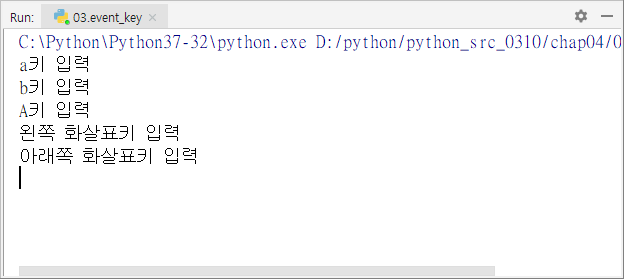 Run: 03.event_key ×
C:\Python\Python37-32\python.exe D:/python/python_src_0310/chap04/0
a키 입력
b키 입력
A키 입력
왼쪽 화살표키 입력
아래쪽 화살표키 입력